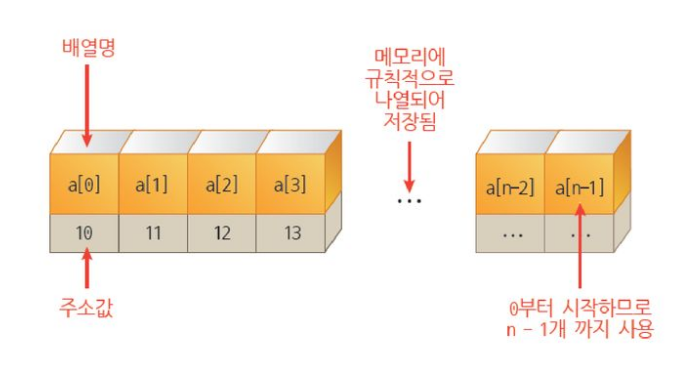 배열명
메모리에
규칙적으로
나열되어
저장됨
a[0] a[1] a[2] a[3] ... a[n-2] a[n-1]
10 11 12 13 ... ...
주소값
0부터 시작하므로
n - 1개 까지 사용